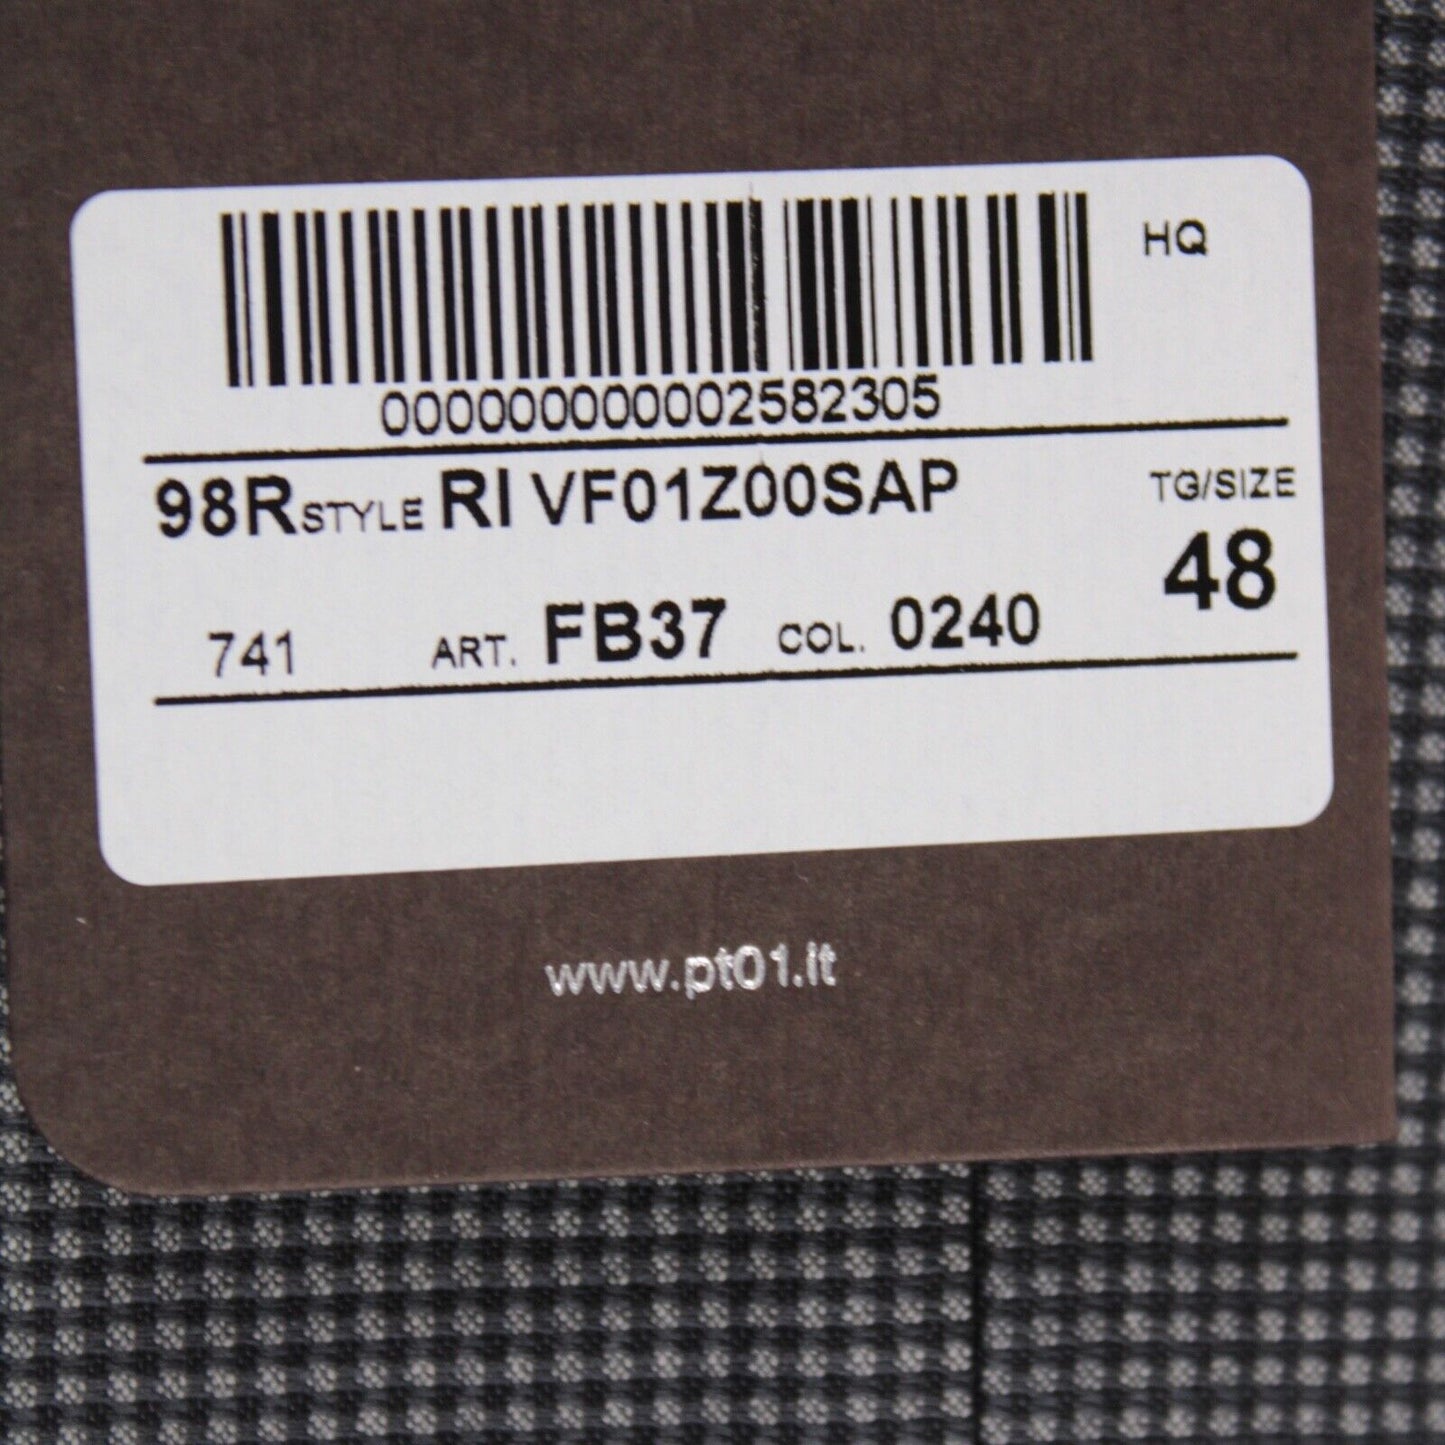 HQ
000000000002582305
98R STYLE RI VF01Z00SAP TG/SIZE
48
741 ART. FB37 COL. 0240
www.pt01.it